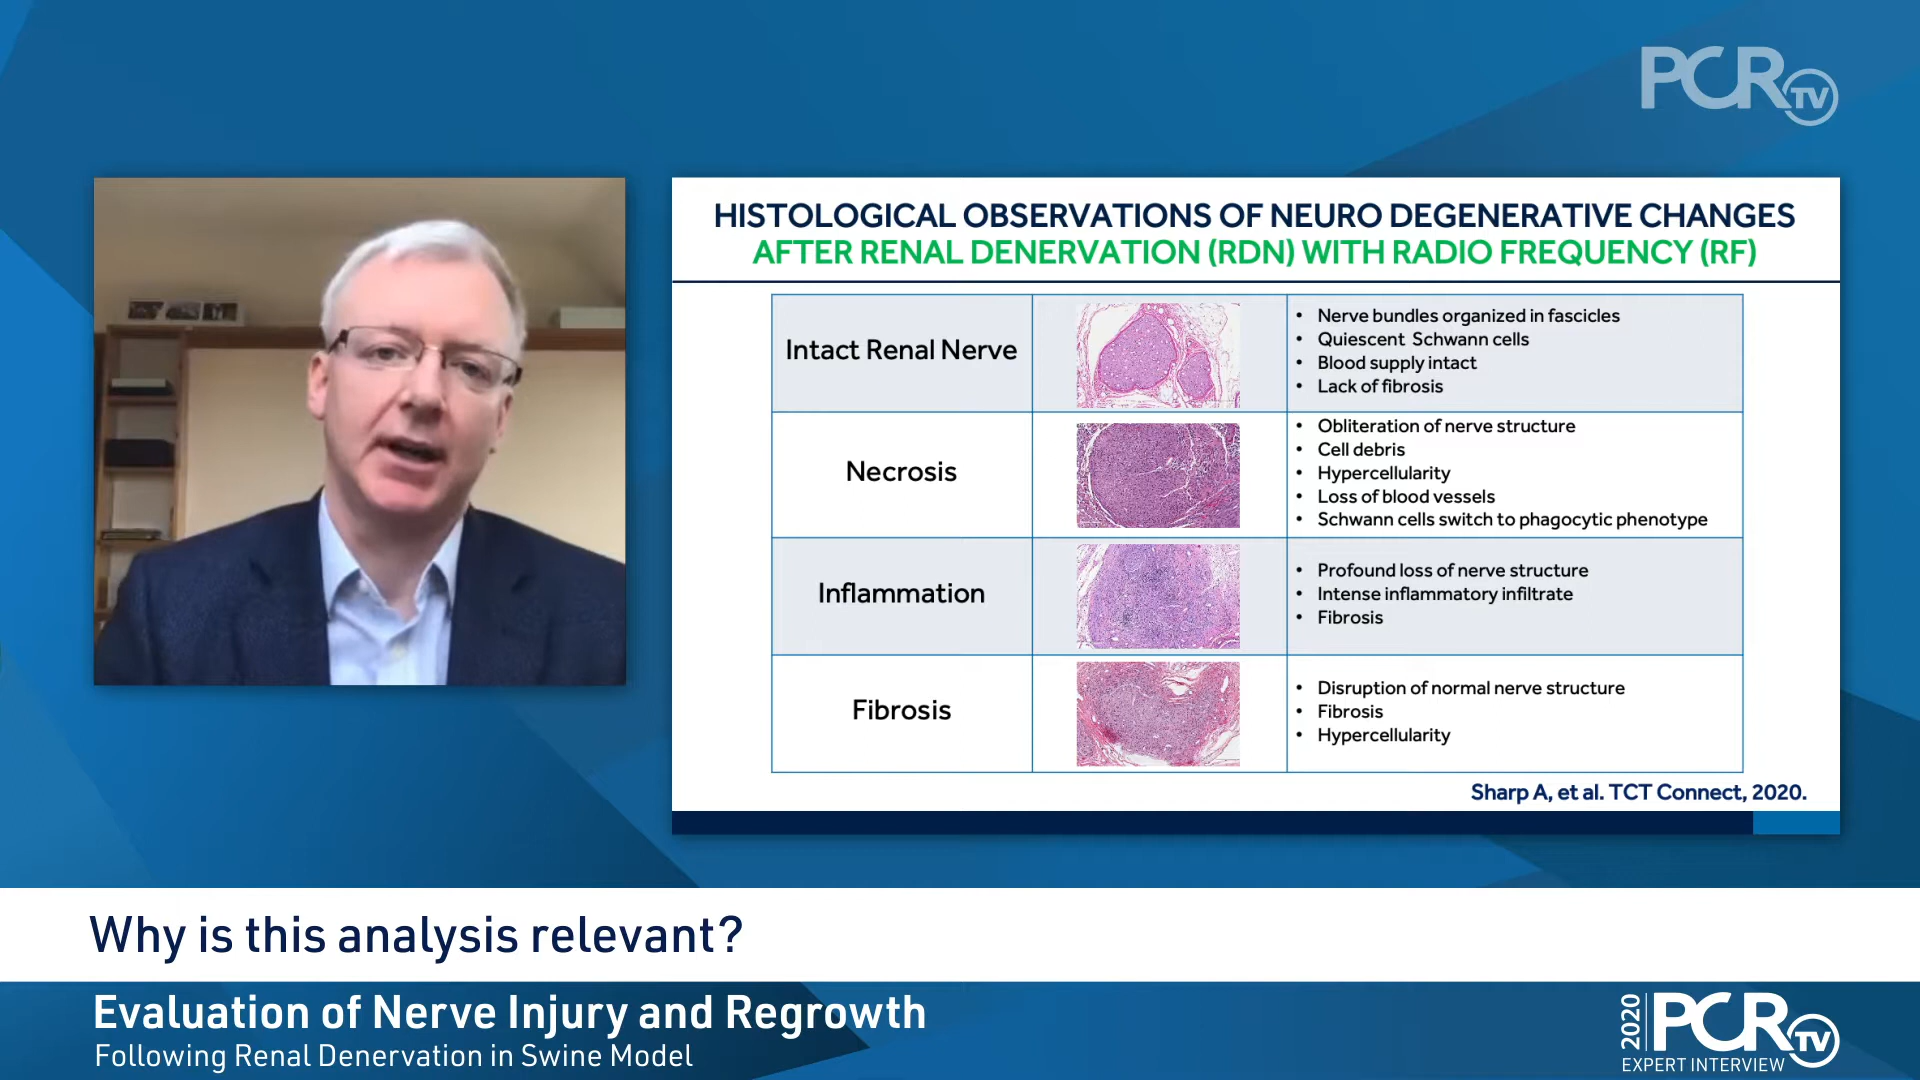 PCR TV
HISTOLOGICAL OBSERVATIONS OF NEURO DEGENERATIVE CHANGES
AFTER RENAL DENERVATION (RDN) WITH RADIO FREQUENCY (RF)
Intact Renal Nerve
• Nerve bundles organized in fascicles
• Quiescent Schwann cells
• Blood supply intact
• Lack of fibrosis
Necrosis
• Obliteration of nerve structure
• Cell debris
• Hypercellularity
• Loss of blood vessels
• Schwann cells switch to phagocytic phenotype
Inflammation
• Profound loss of nerve structure
• Intense inflammatory infiltrate
• Fibrosis
Fibrosis
• Disruption of normal nerve structure
• Fibrosis
• Hypercellularity
Sharp A, et al. TCT Connect, 2020.
Why is this analysis relevant?
Evaluation of Nerve Injury and Regrowth
Following Renal Denervation in Swine Model
2020 PCR TV
EXPERT INTERVIEW